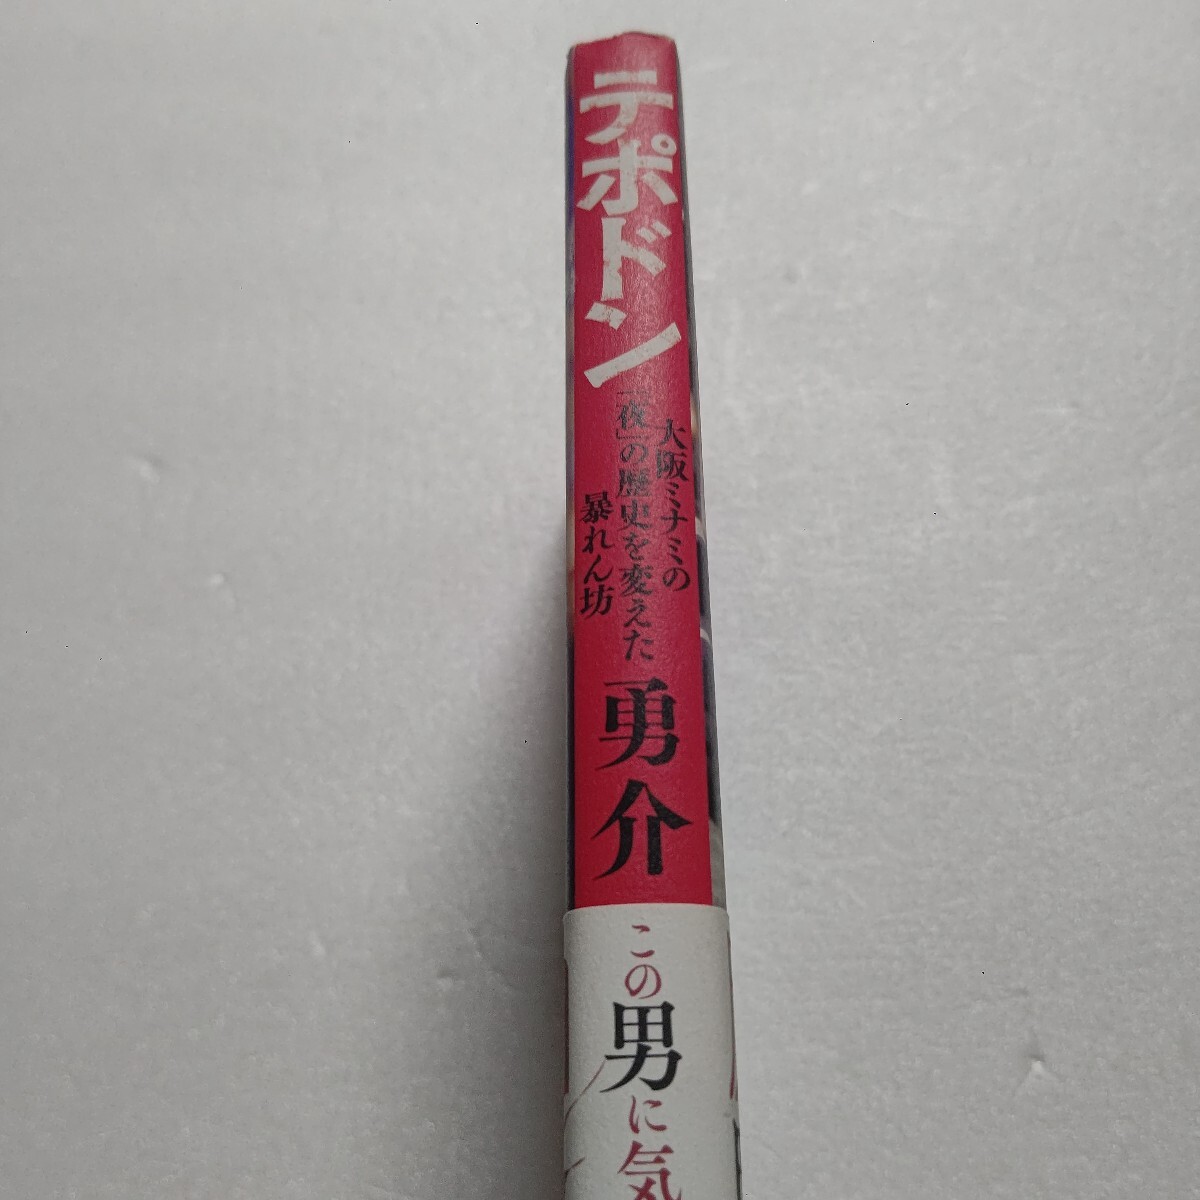 テポドン
大阪ミナミの
「夜」の歴史を変えた
暴れん坊
勇介
この男に気